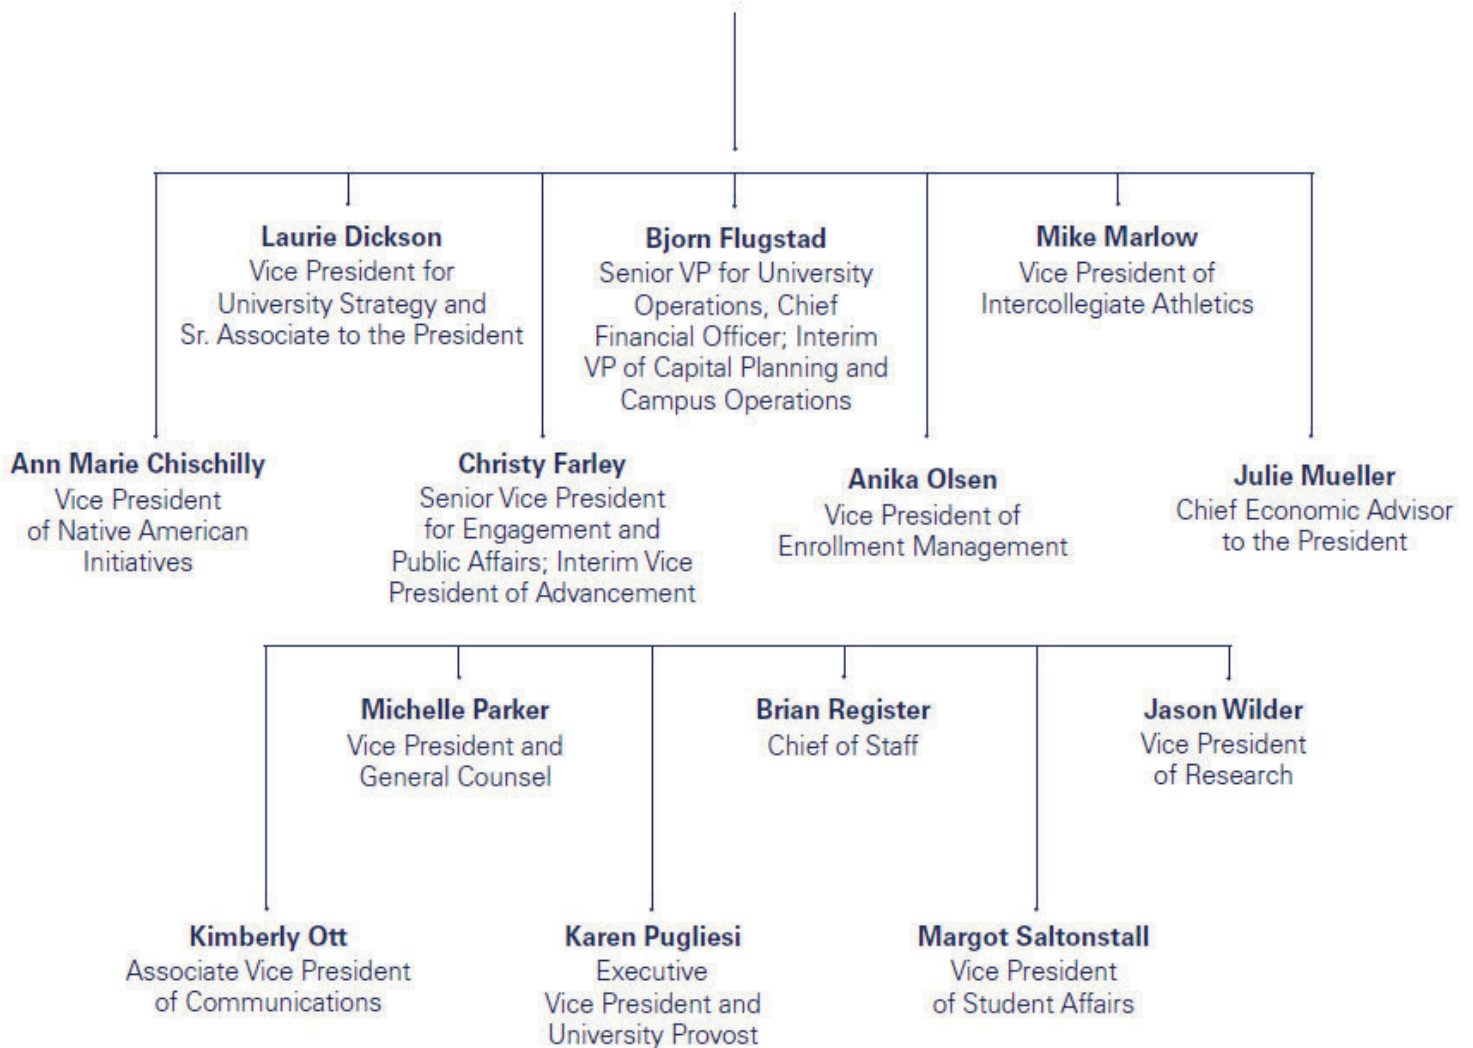 Laurie Dickson
Vice President for
University Strategy and
Sr. Associate to the President
Bjorn Flugstad
Senior VP for University
Operations, Chief
Financial Officer; Interim
VP of Capital Planning and
Campus Operations
Mike Marlow
Vice President of
Intercollegiate Athletics
Ann Marie Chischilly
Vice President
of Native American
Initiatives
Christy Farley
Senior Vice President
for Engagement and
Public Affairs; Interim Vice
President of Advancement
Anika Olsen
Vice President of
Enrollment Management
Julie Mueller
Chief Economic Advisor
to the President
Michelle Parker
Vice President and
General Counsel
Brian Register
Chief of Staff
Jason Wilder
Vice President
of Research
Kimberly Ott
Associate Vice President
of Communications
Karen Pugliesi
Executive
Vice President and
University Provost
Margot Saltonstall
Vice President
of Student Affairs